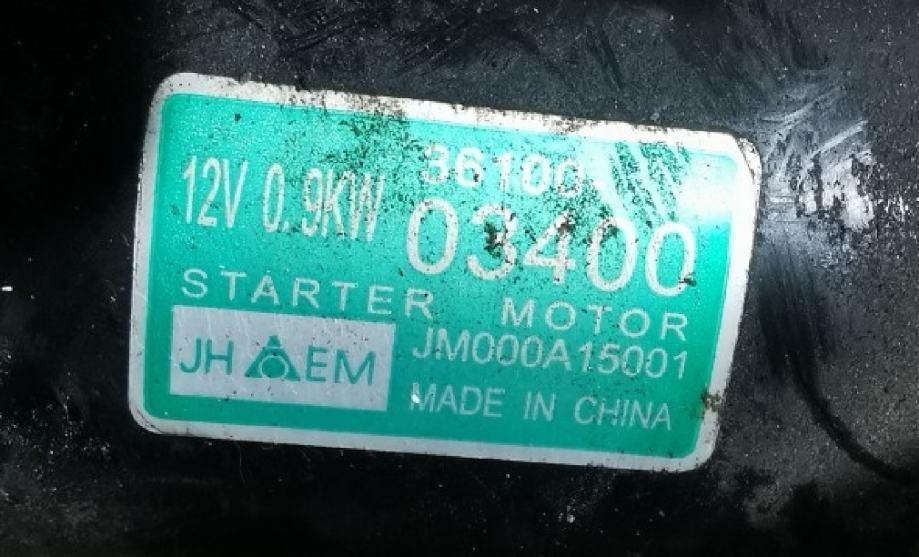 12V 0.9KW 36100-
03400
STARTER MOTOR
JH EM JM000A15001
MADE IN CHINA